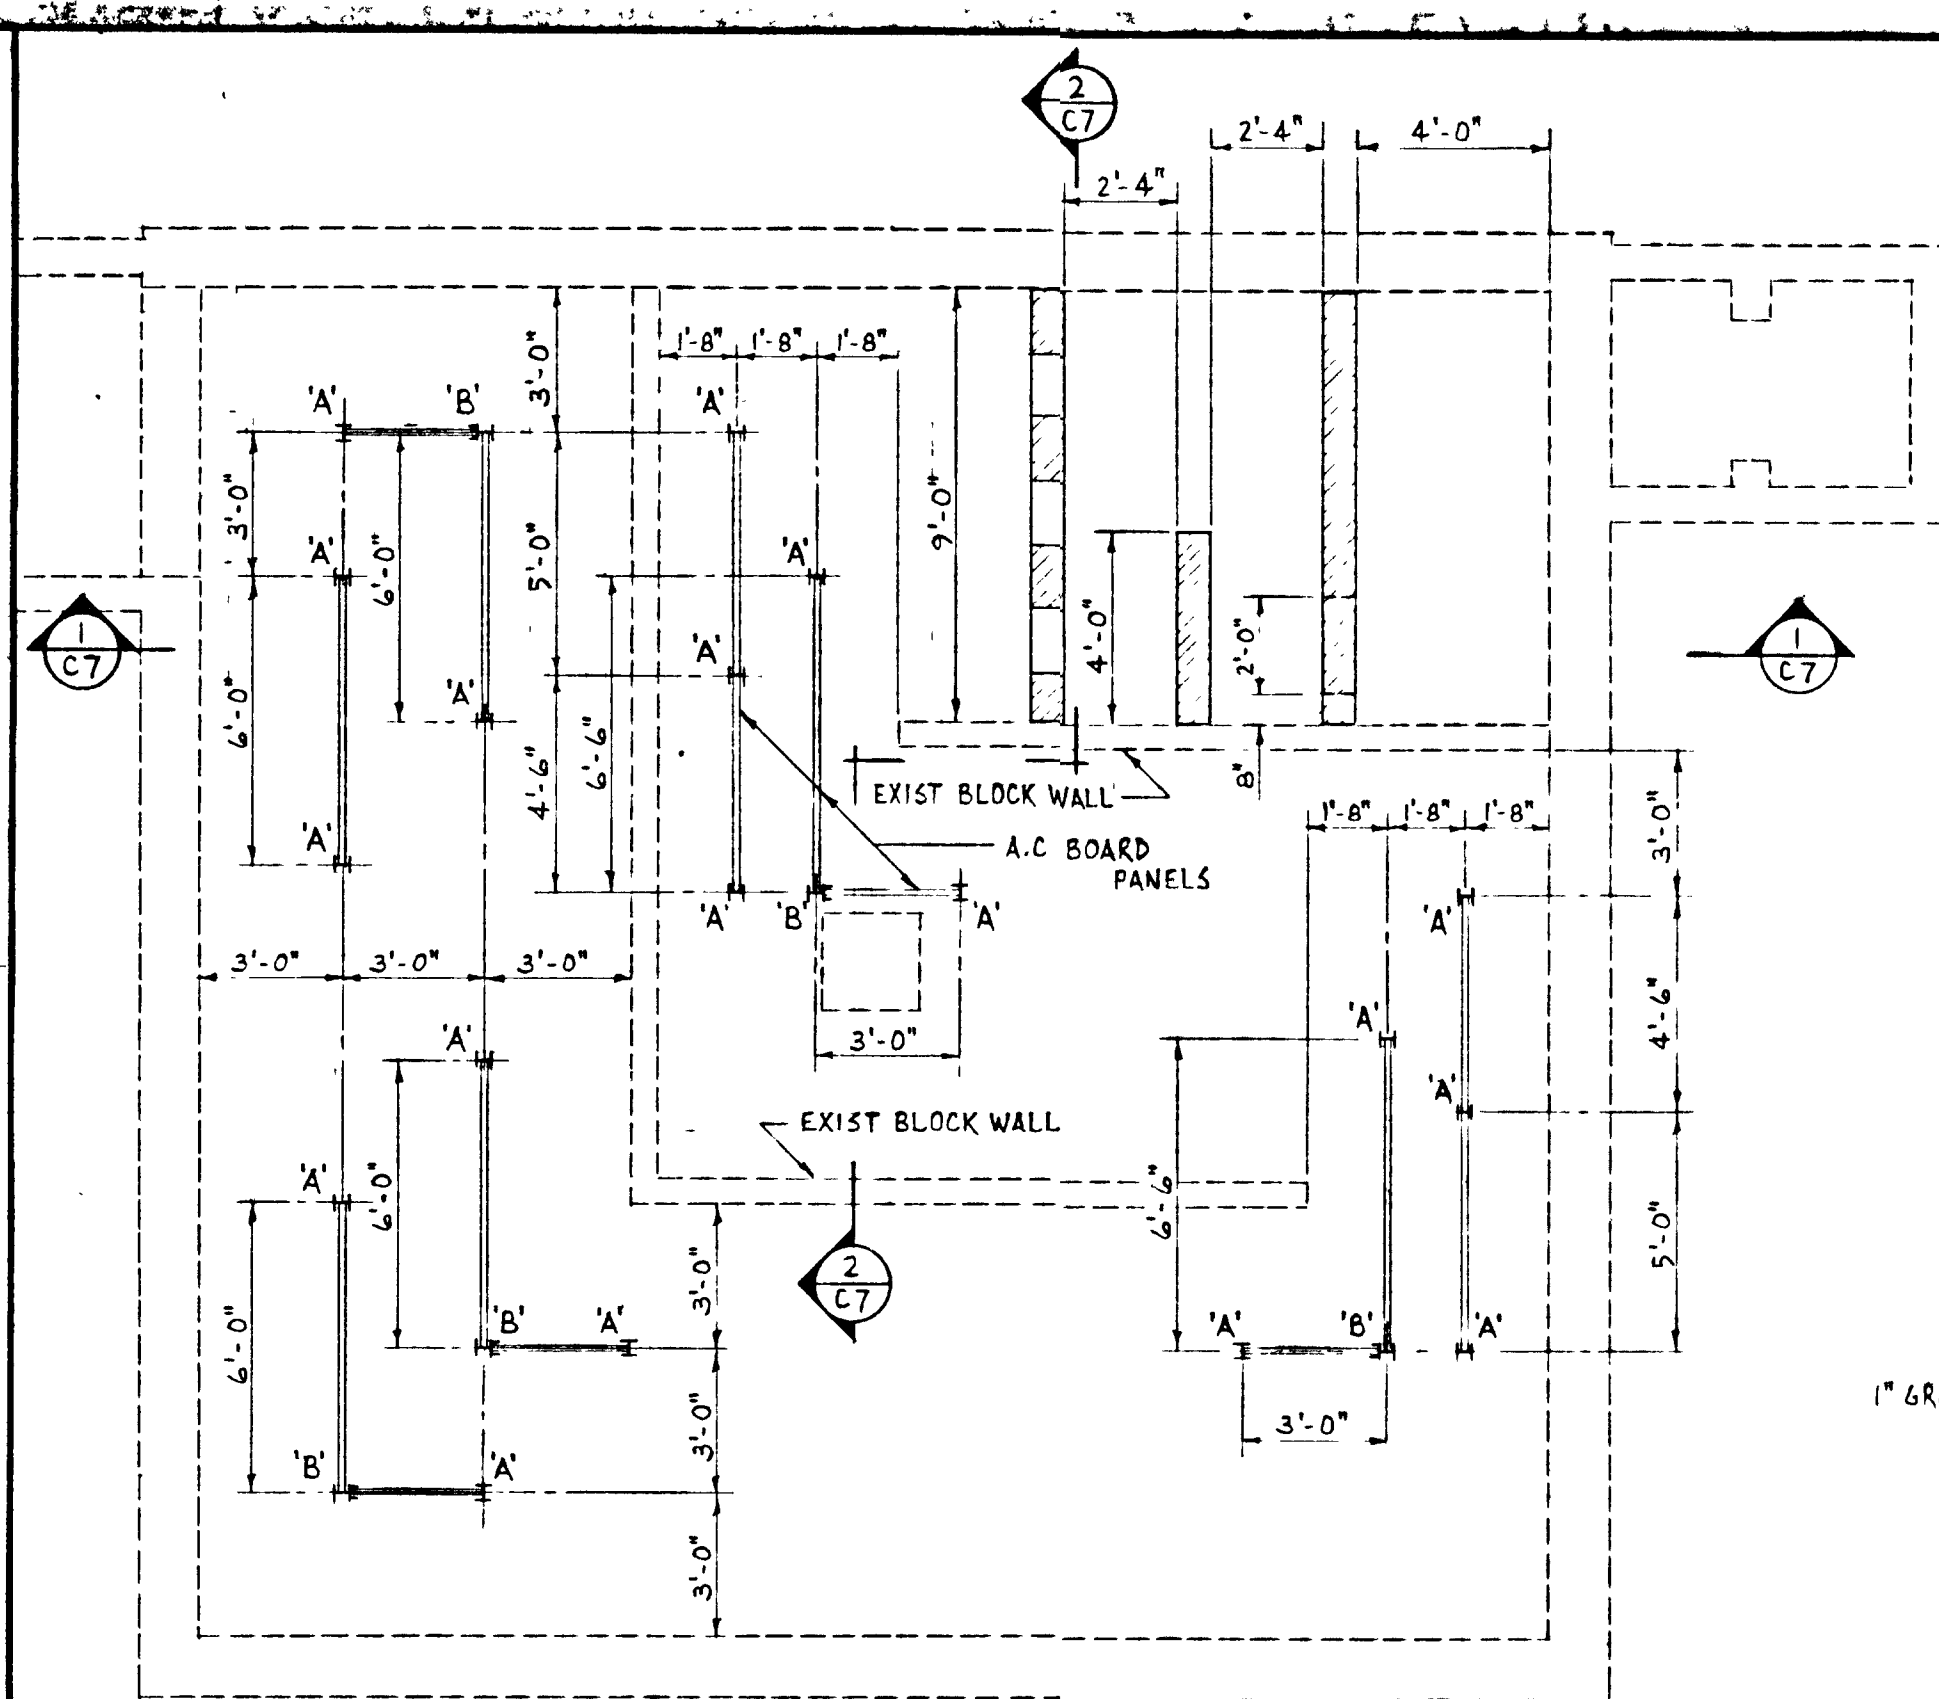 2
C7
2'-4"
4'-0"
2'-4"
1'-8"
1'-8"
1'-8"
3'-0"
'A'
'B'
'A'
3'-0"
6'-0"
5'-0"
9'-0"
'A'
'A'
4'-0"
2'-0"
1
C7
1
C7
'A'
'A'
6'-0"
4'-6"
6'-6"
8"
EXIST BLOCK WALL
'A'
A.C BOARD
PANELS
1'-8"
1'-8"
1'-8"
3'-0"
'A'
'B'
'A'
'A'
3'-0"
3'-0"
3'-0"
4'-6"
'A'
3'-0"
'A'
'A'
EXIST BLOCK WALL
'A'
6'-0"
6'-6"
5'-0"
2
C7
3'-0"
6'-0"
'B'
'A'
'A'
'B'
'A'
1" GR
3'-0"
3'-0"
'B'
'A'
3'-0"